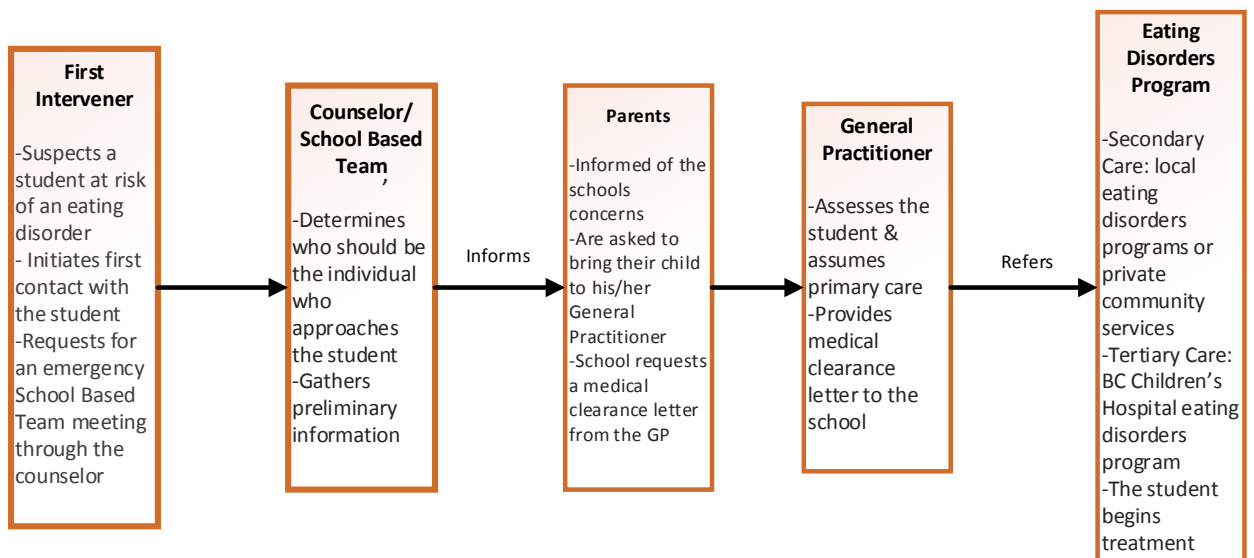 First
Intervener
-Suspects a
student at risk
of an eating
disorder
- Initiates first
contact with
the student
-Requests for
an emergency
School Based
Team meeting
through the
counselor
Counselor/
School Based
Team,
-Determines
who should be
the individual
who
approaches
the student
-Gathers
preliminary
information
Informs
Parents
-Informed of the
schools
concerns
-Are asked to
bring their child
to his/her
General
Practitioner
-School requests
a medical
clearance letter
from the GP
General
Practitioner
-Assesses the
student &
assumes
primary care
-Provides
medical
clearance
letter to the
school
Refers
Eating
Disorders
Program
-Secondary
Care: local
eating
disorders
programs or
private
community
services
-Tertiary Care:
BC Children’s
Hospital eating
disorders
program
-The student
begins
treatment